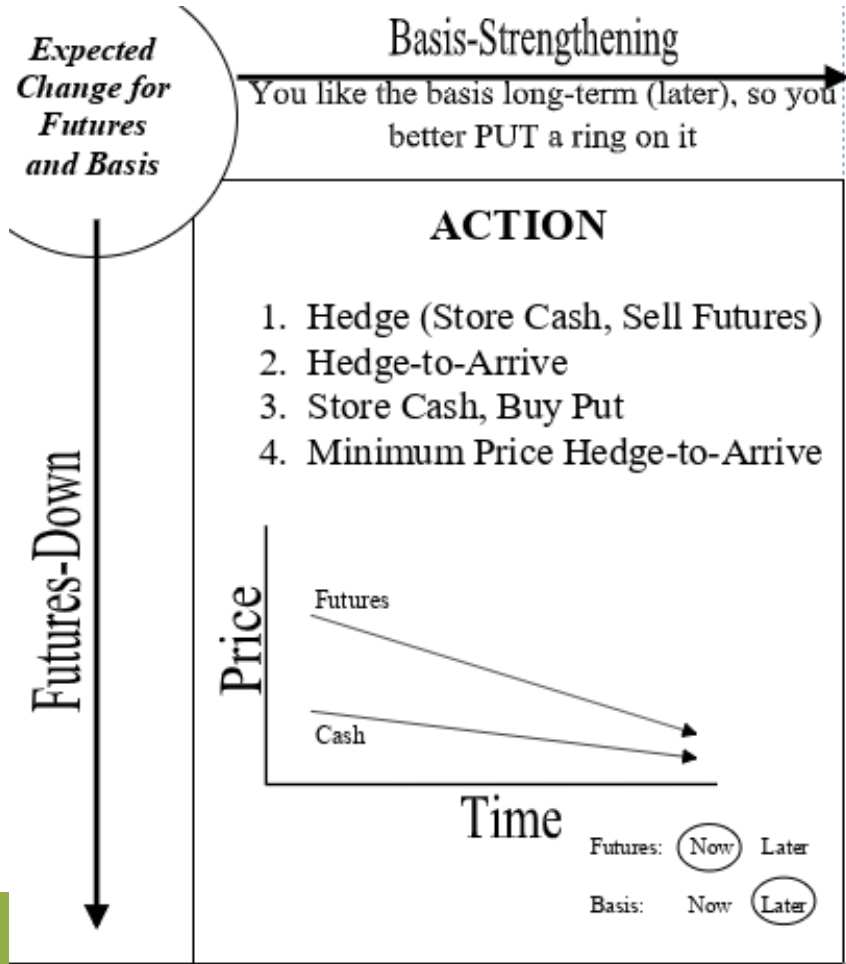 Expected
Change for
Futures
and Basis
Basis-Strengthening
You like the basis long-term (later), so you
better PUT a ring on it
Futures-Down
ACTION
1. Hedge (Store Cash, Sell Futures)
2. Hedge-to-Arrive
3. Store Cash, Buy Put
4. Minimum Price Hedge-to-Arrive
Price
Futures
Cash
Time
Futures: Now Later
Basis: Now Later